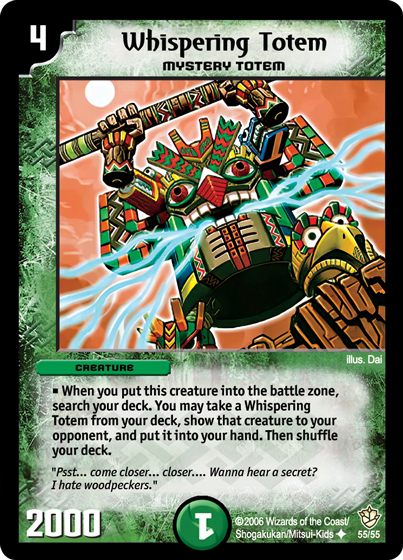 4
Whispering Totem
MYSTERY TOTEM
illus. Dai
CREATURE
▪ When you put this creature into the battle zone,
search your deck. You may take a Whispering
Totem from your deck, show that creature to your
opponent, and put it into your hand. Then shuffle
your deck.
"Psst... come closer... closer.... Wanna hear a secret?
I hate woodpeckers."
2000
1
©2006 Wizards of the Coast/
Shogakukan/Mitsui-Kids ✦ 55/55